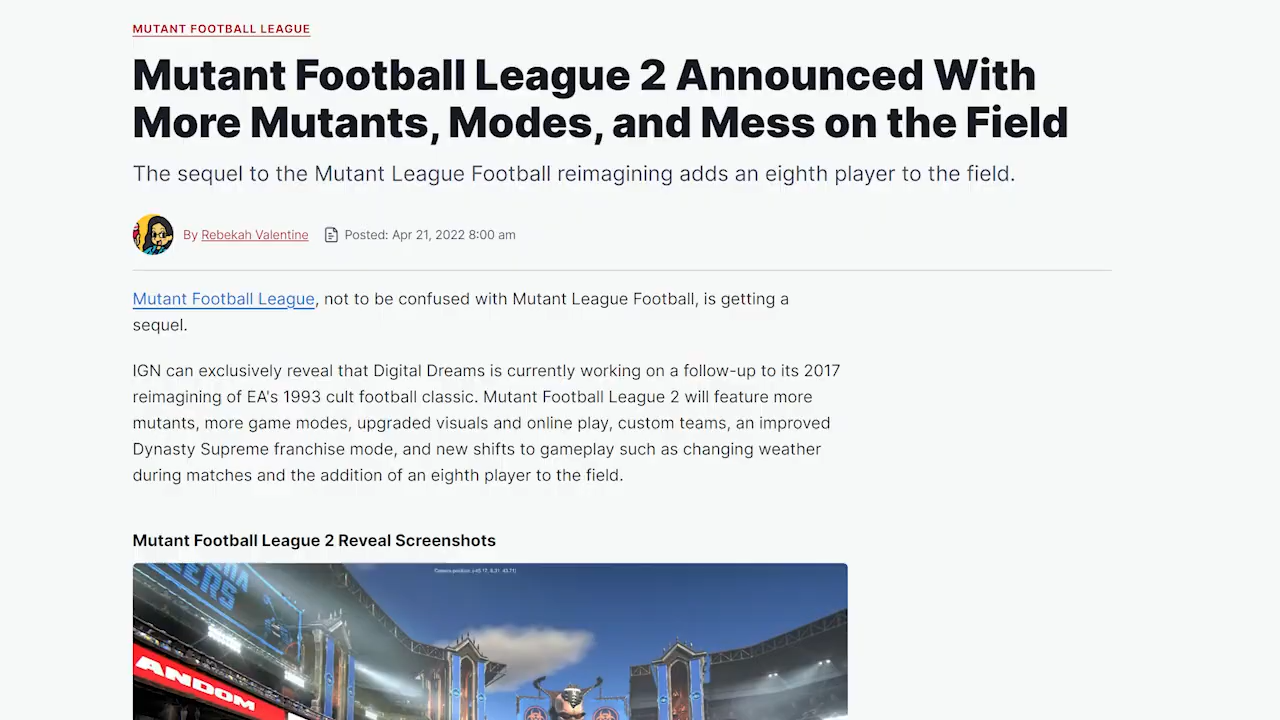 MUTANT FOOTBALL LEAGUE
Mutant Football League 2 Announced With
More Mutants, Modes, and Mess on the Field
The sequel to the Mutant League Football reimagining adds an eighth player to the field.
By Rebekah Valentine Posted: Apr 21, 2022 8:00 am
Mutant Football League, not to be confused with Mutant League Football, is getting a
sequel.
IGN can exclusively reveal that Digital Dreams is currently working on a follow-up to its 2017
reimagining of EA's 1993 cult football classic. Mutant Football League 2 will feature more
mutants, more game modes, upgraded visuals and online play, custom teams, an improved
Dynasty Supreme franchise mode, and new shifts to gameplay such as changing weather
during matches and the addition of an eighth player to the field.
Mutant Football League 2 Reveal Screenshots
ANDOM